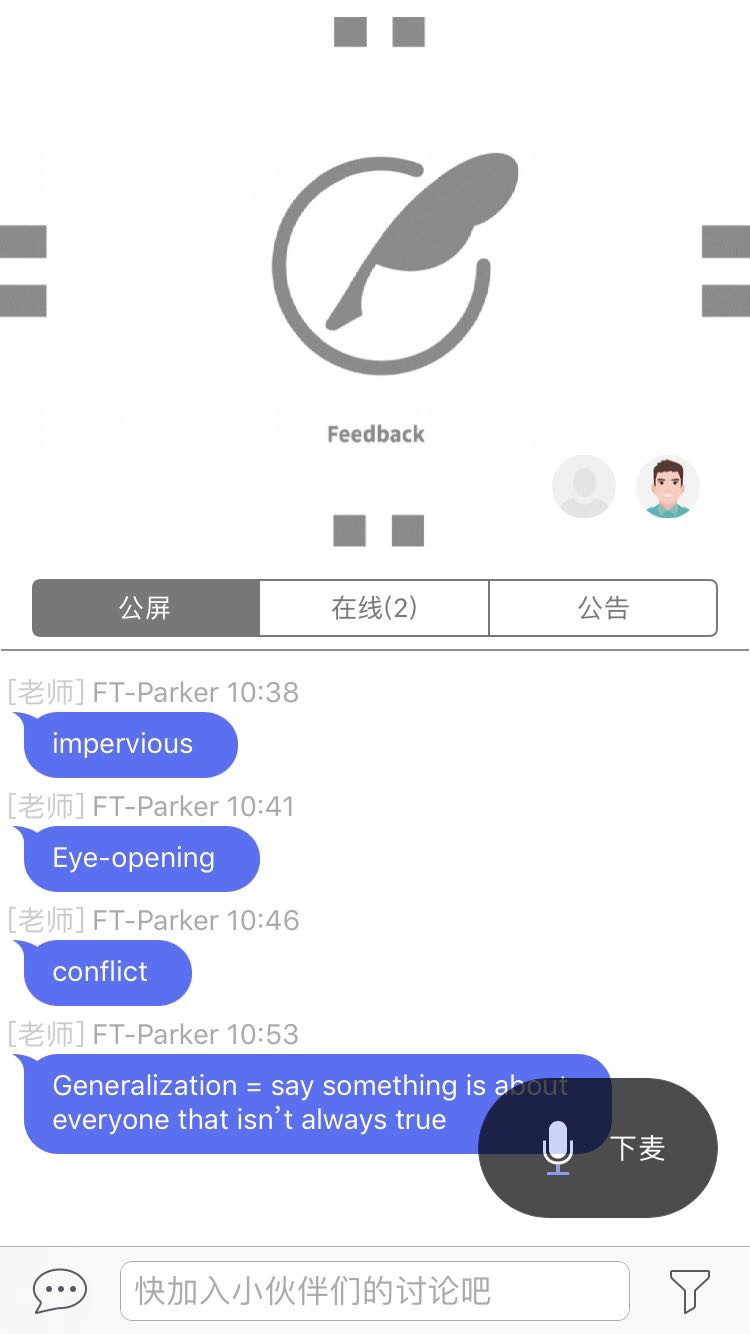 Feedback
公屏
在线(2)
公告
[老师] FT-Parker 10:38
impervious
[老师] FT-Parker 10:41
Eye-opening
[老师] FT-Parker 10:46
conflict
[老师] FT-Parker 10:53
Generalization = say something is about
everyone that isn't always true
下麦
快加入小伙伴们的讨论吧